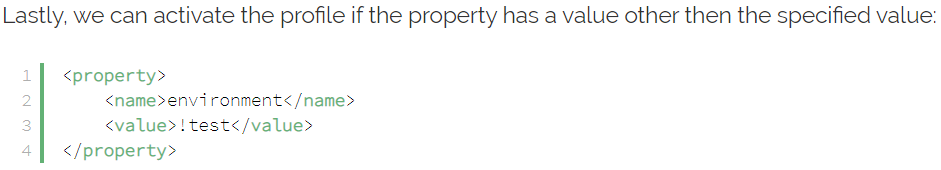 Lastly, we can activate the profile if the property has a value other then the specified value:
1 <property>
2     <name>environment</name>
3     <value>!test</value>
4 </property>